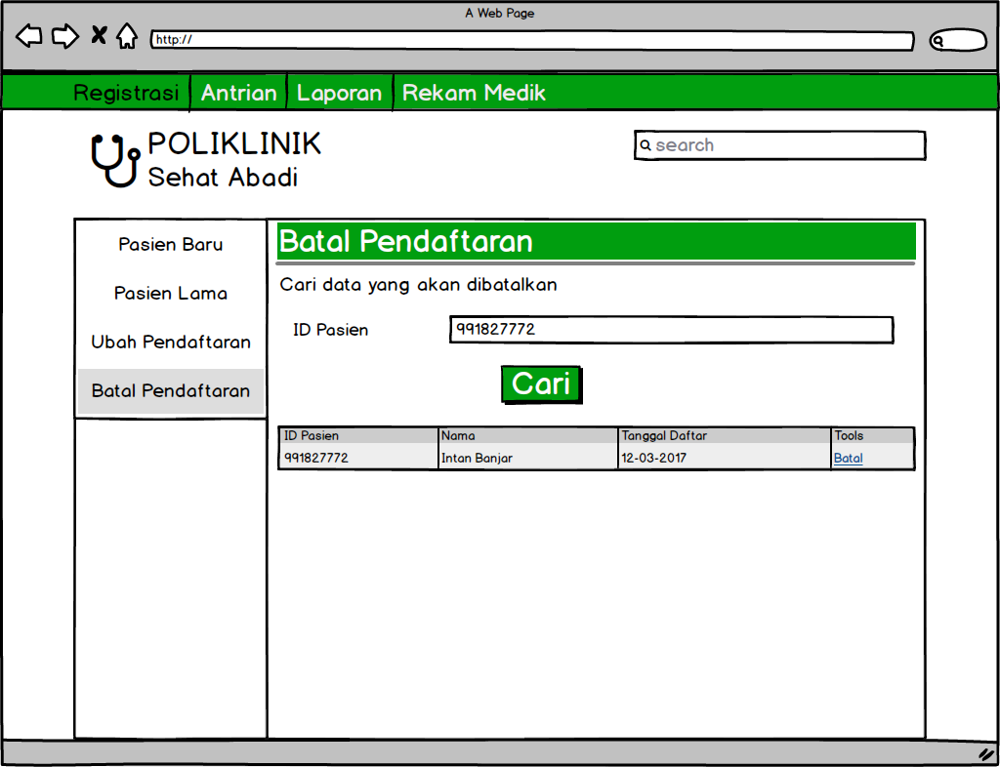 A Web Page
http://
Registrasi Antrian Laporan Rekam Medik
POLIKLINIK
Sehat Abadi
search
Pasien Baru
Pasien Lama
Ubah Pendaftaran
Batal Pendaftaran
Batal Pendaftaran
Cari data yang akan dibatalkan
ID Pasien 991827772
Cari
ID Pasien Nama Tanggal Daftar Tools
991827772 Intan Banjar 12-03-2017 Batal